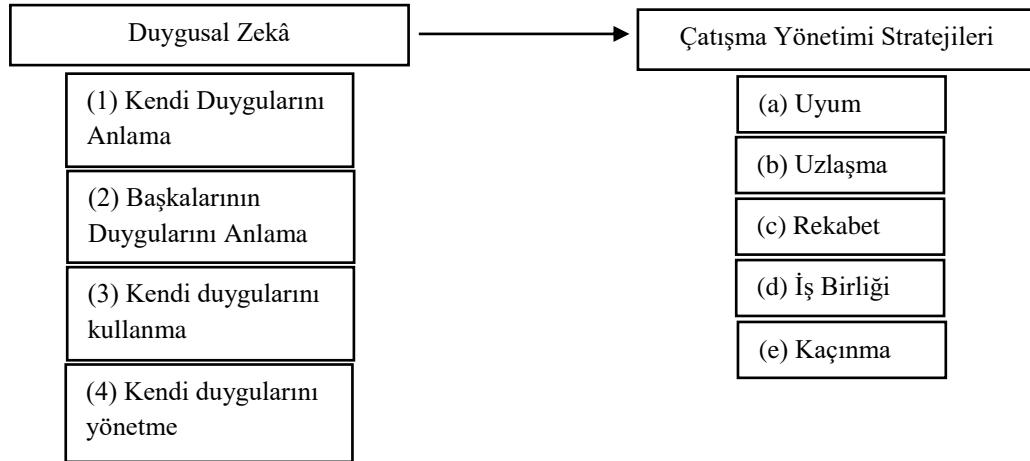 Duygusal Zekâ
(1) Kendi Duygularını
Anlama
(2) Başkalarının
Duygularını Anlama
(3) Kendi duygularını
kullanma
(4) Kendi duygularını
yönetme
Çatışma Yönetimi Stratejileri
(a) Uyum
(b) Uzlaşma
(c) Rekabet
(d) İş Birliği
(e) Kaçınma